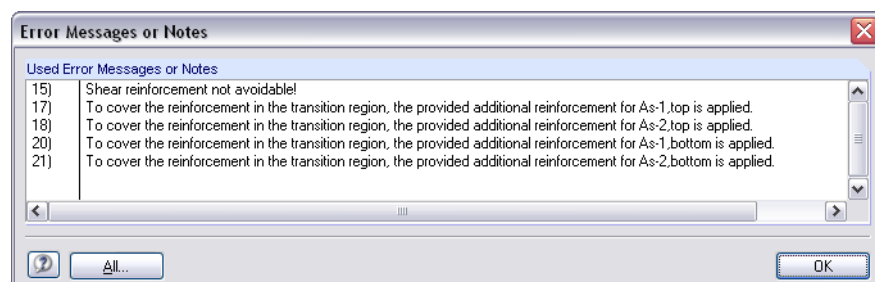 Error Messages or Notes
Used Error Messages or Notes
15) Shear reinforcement not avoidable!
17) To cover the reinforcement in the transition region, the provided additional reinforcement for As-1,top is applied.
18) To cover the reinforcement in the transition region, the provided additional reinforcement for As-2,top is applied.
20) To cover the reinforcement in the transition region, the provided additional reinforcement for As-1,bottom is applied.
21) To cover the reinforcement in the transition region, the provided additional reinforcement for As-2,bottom is applied.
All... OK